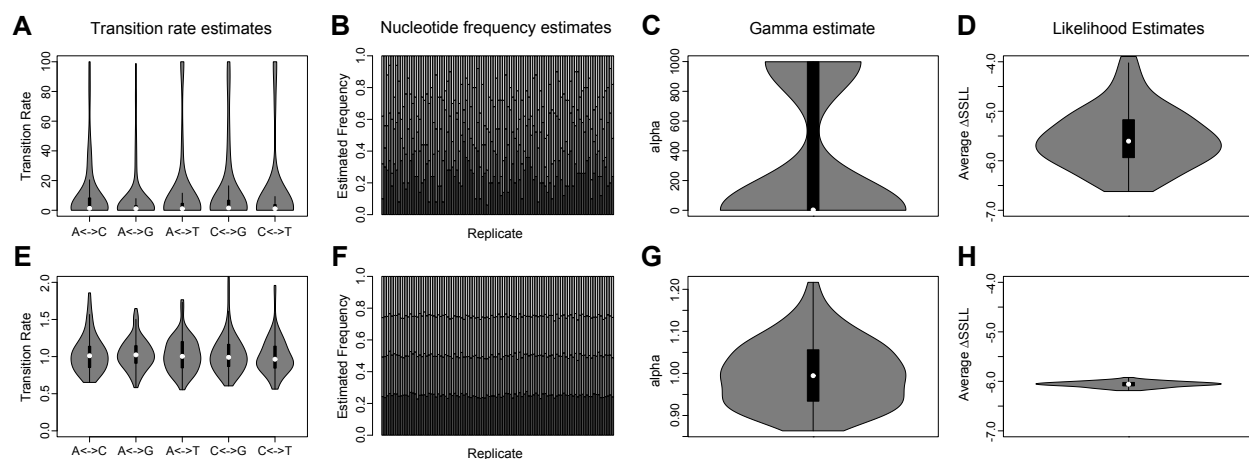 A Transition rate estimates
Transition Rate
0 20 40 60 80 100
A<->C A<->G A<->T C<->G C<->T
B Nucleotide frequency estimates
Estimated Frequency
0.0 0.2 0.4 0.6 0.8 1.0
Replicate
C Gamma estimate
alpha
0 200 400 600 800 1000
D Likelihood Estimates
Average ΔSSLL
-7.0 -6.0 -5.0 -4.0
E
Transition Rate
0.0 0.5 1.0 1.5 2.0
A<->C A<->G A<->T C<->G C<->T
F
Estimated Frequency
0.0 0.2 0.4 0.6 0.8 1.0
Replicate
G
alpha
0.90 1.00 1.10 1.20
H
Average ΔSSLL
-7.0 -6.0 -5.0 -4.0